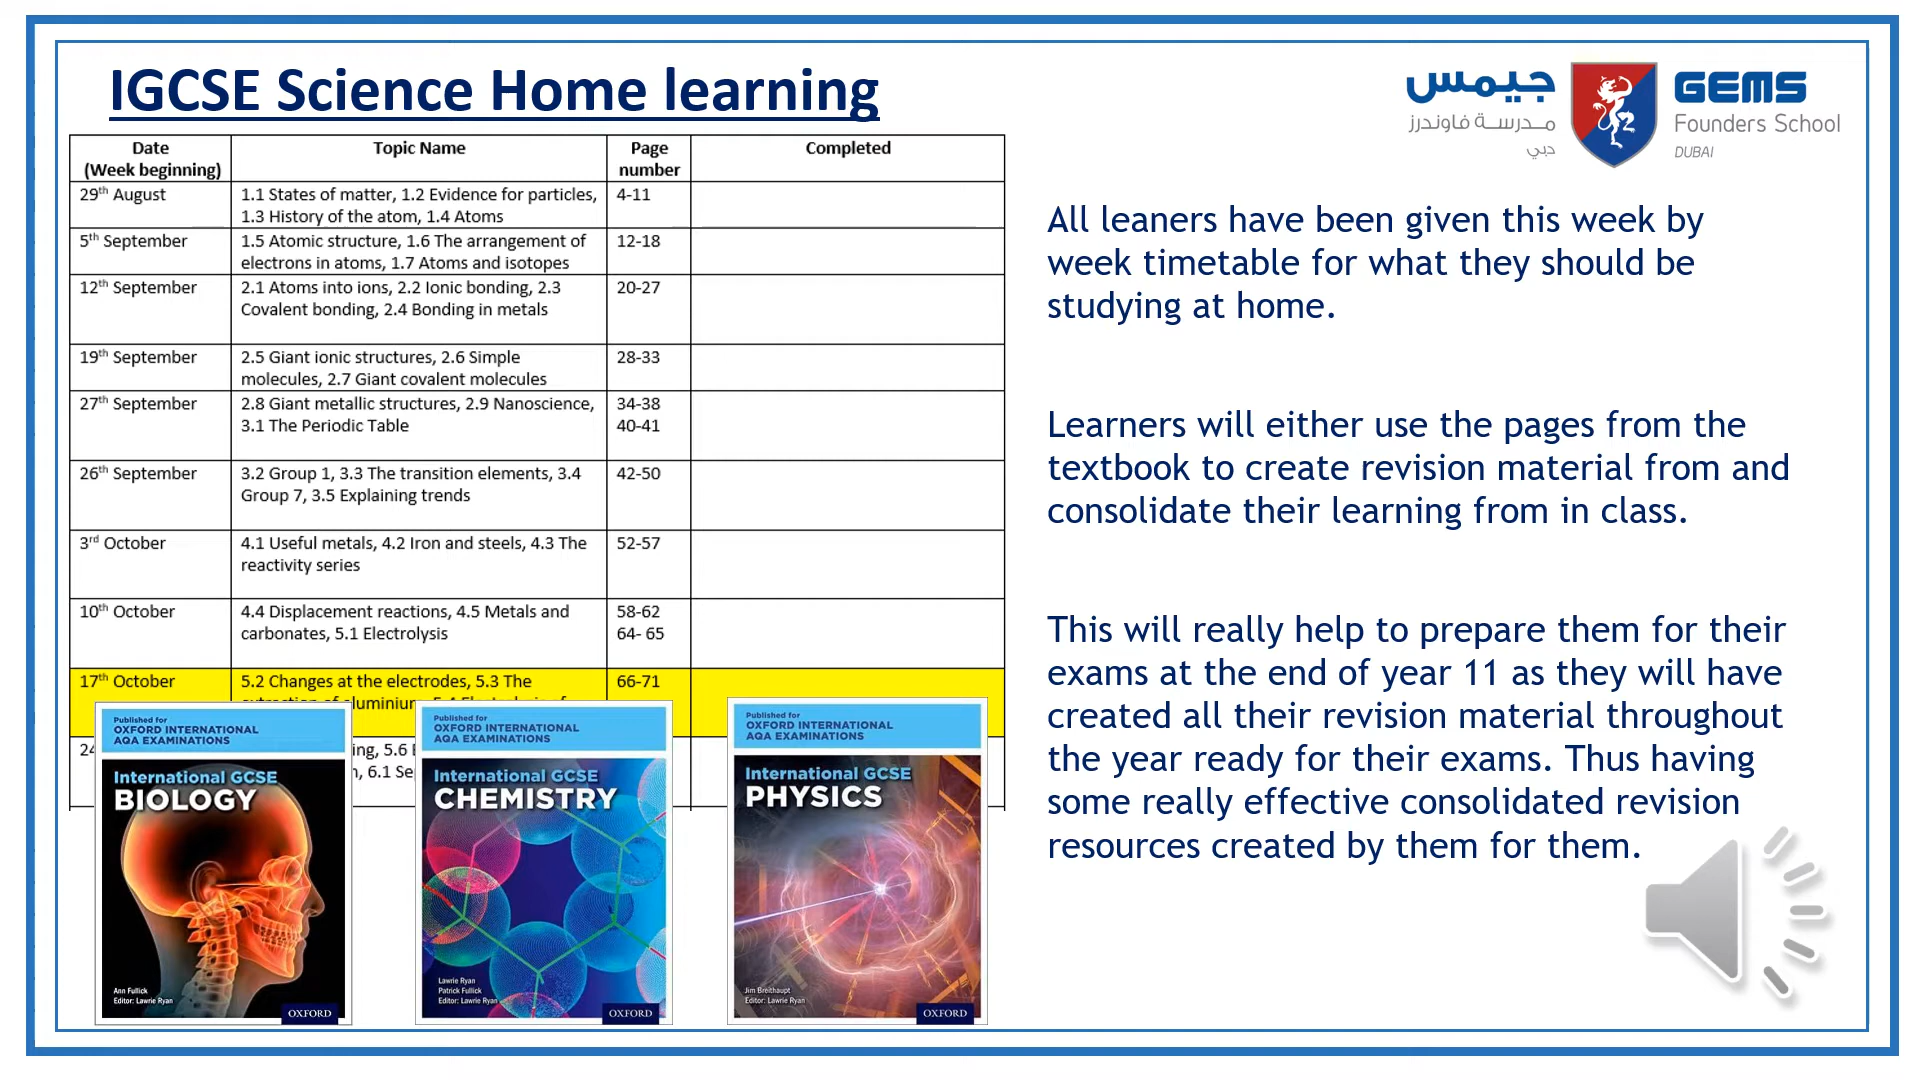 IGCSE Science Home learning
جيمس
مدرسة فاوندرز
دبي
GEMS
Founders School
DUBAI
Date
(Week beginning)
Topic Name
Page
number
Completed
29th August
1.1 States of matter, 1.2 Evidence for particles,
1.3 History of the atom, 1.4 Atoms
4-11
5th September
1.5 Atomic structure, 1.6 The arrangement of
electrons in atoms, 1.7 Atoms and isotopes
12-18
12th September
2.1 Atoms into ions, 2.2 Ionic bonding, 2.3
Covalent bonding, 2.4 Bonding in metals
20-27
19th September
2.5 Giant ionic structures, 2.6 Simple
molecules, 2.7 Giant covalent molecules
28-33
27th September
2.8 Giant metallic structures, 2.9 Nanoscience,
3.1 The Periodic Table
34-38
40-41
26th September
3.2 Group 1, 3.3 The transition elements, 3.4
Group 7, 3.5 Explaining trends
42-50
3rd October
4.1 Useful metals, 4.2 Iron and steels, 4.3 The
reactivity series
52-57
10th October
4.4 Displacement reactions, 4.5 Metals and
carbonates, 5.1 Electrolysis
58-62
64- 65
17th October
5.2 Changes at the electrodes, 5.3 The
66-71
24
5.6
6.1
All leaners have been given this week by
week timetable for what they should be
studying at home.
Learners will either use the pages from the
textbook to create revision material from and
consolidate their learning from in class.
This will really help to prepare them for their
exams at the end of year 11 as they will have
created all their revision material throughout
the year ready for their exams. Thus having
some really effective consolidated revision
resources created by them for them.
Published for
OXFORD INTERNATIONAL
AQA EXAMINATIONS
International GCSE
BIOLOGY
Ann Fullick
Editor: Lawrie Ryan
OXFORD
Published for
OXFORD INTERNATIONAL
AQA EXAMINATIONS
International GCSE
CHEMISTRY
Lawrie Ryan
Patrick Fullick
Editor: Lawrie Ryan
OXFORD
Published for
OXFORD INTERNATIONAL
AQA EXAMINATIONS
International GCSE
PHYSICS
Jim Breithaupt
Editor: Lawrie Ryan
OXFORD